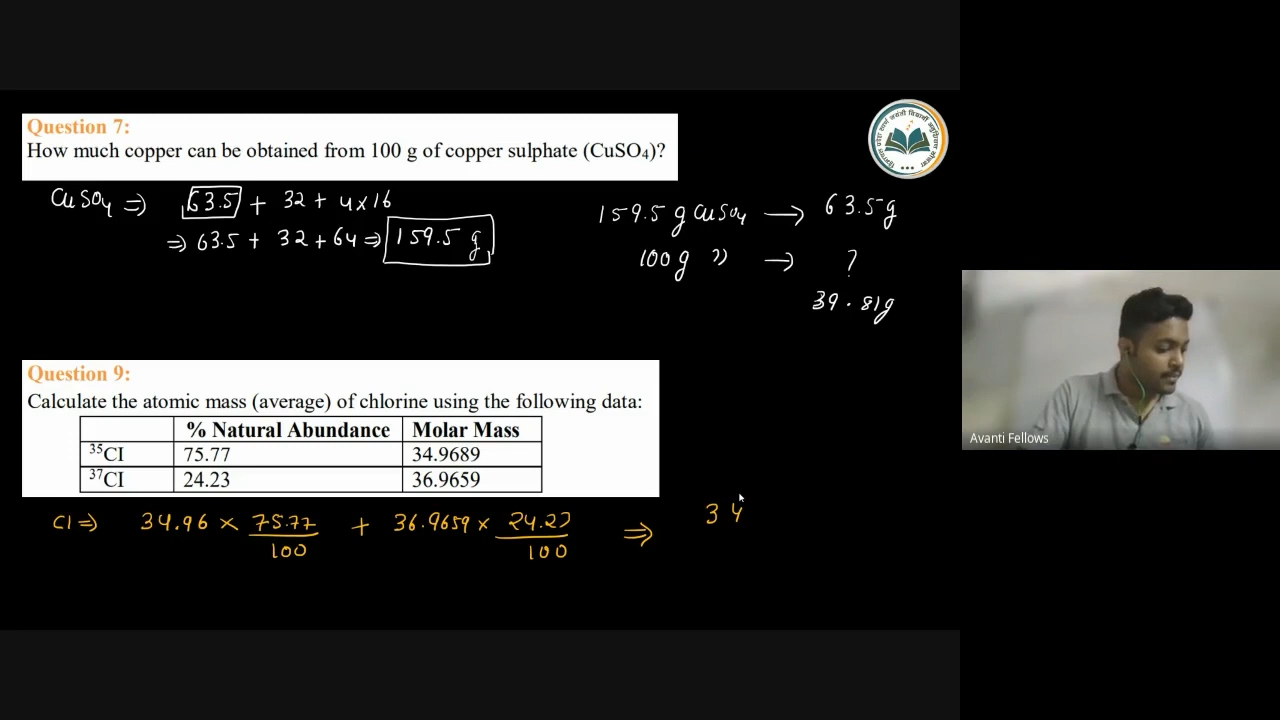 Question 7:
How much copper can be obtained from 100 g of copper sulphate (CuSO₄)?
CuSO₄ ⇒ 63.5 + 32 + 4×16
⇒ 63.5 + 32 + 64 ⇒ 159.5 g
159.5 g CuSO₄ → 63.5 g
100 g " → ?
39.81 g
Question 9:
Calculate the atomic mass (average) of chlorine using the following data:
% Natural Abundance Molar Mass
³⁵CI 75.77 34.9689
³⁷CI 24.23 36.9659
Cl ⇒ 34.96 × 75.77/100 + 36.9659 × 24.23/100 ⇒ 34
Avanti Fellows